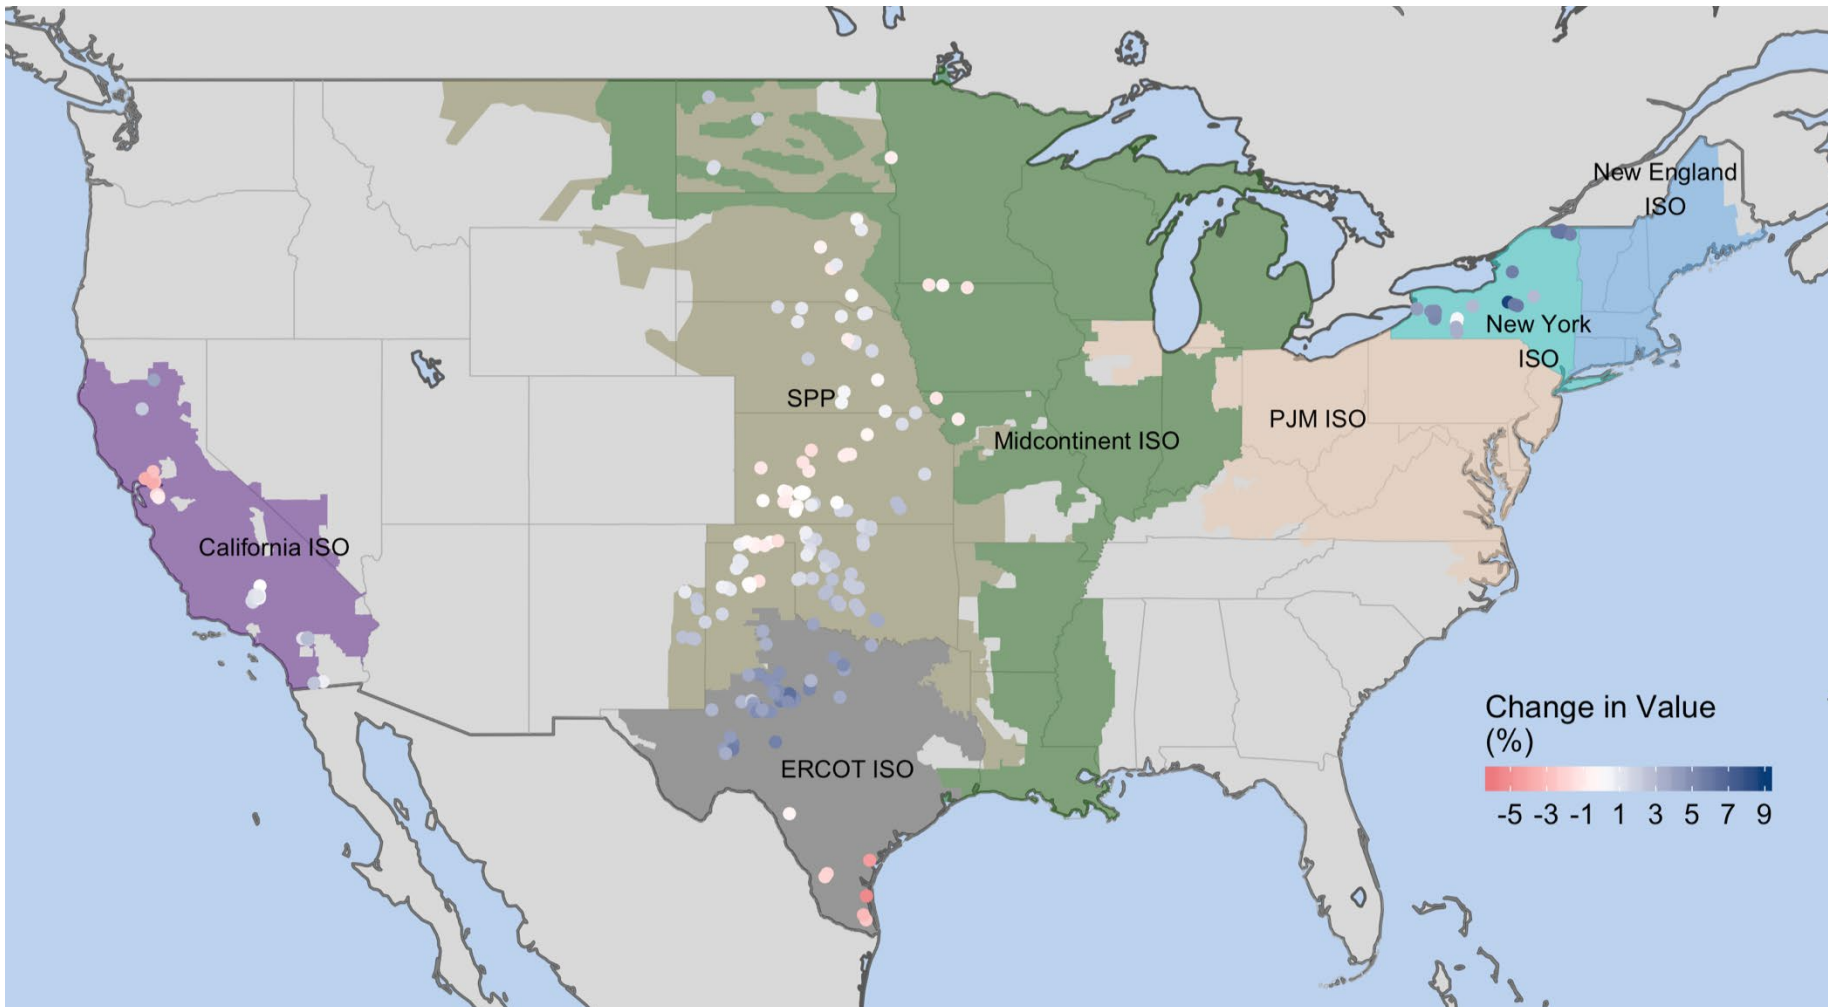 New England
ISO
New York
ISO
SPP
PJM ISO
Midcontinent ISO
California ISO
ERCOT ISO
Change in Value
(%)
-5 -3 -1 1 3 5 7 9